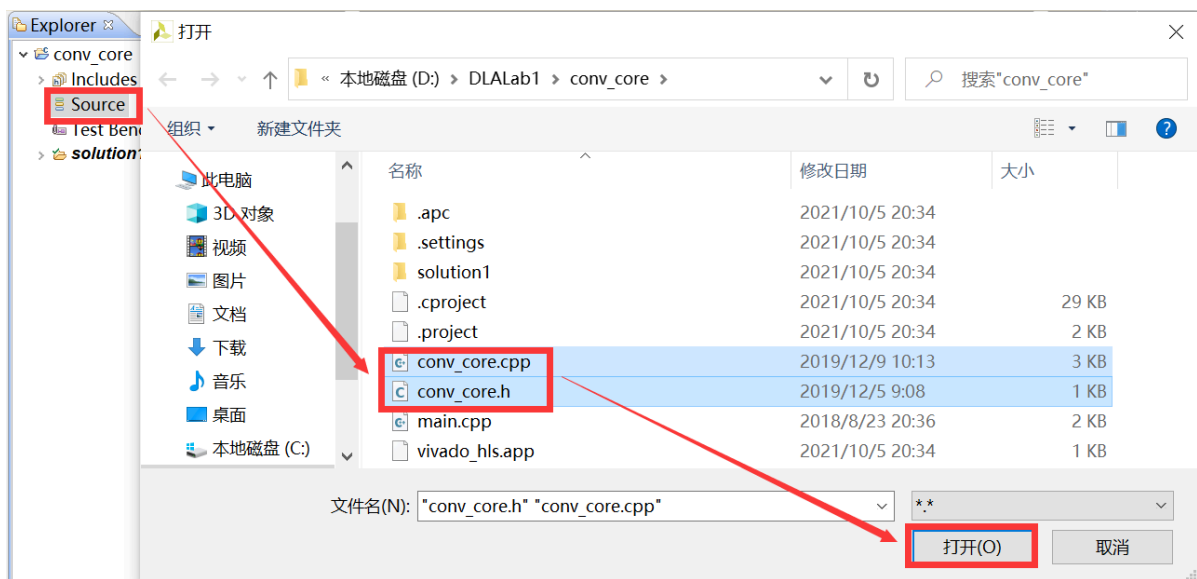 Explorer
conv_core
Includes
Source
Test Ben
solution1
打开
« 本地磁盘 (D:) > DLALab1 > conv_core >
搜索"conv_core"
组织
新建文件夹
此电脑
3D 对象
视频
图片
文档
下载
音乐
桌面
本地磁盘 (C:)
名称 修改日期 大小
.apc 2021/10/5 20:34
.settings 2021/10/5 20:34
solution1 2021/10/5 20:34
.cproject 2021/10/5 20:34 29 KB
.project 2021/10/5 20:34 2 KB
conv_core.cpp 2019/12/9 10:13 3 KB
conv_core.h 2019/12/5 9:08 1 KB
main.cpp 2018/8/23 20:36 2 KB
vivado_hls.app 2021/10/5 20:34 1 KB
文件名(N): "conv_core.h" "conv_core.cpp"
*.*
打开(O)
取消